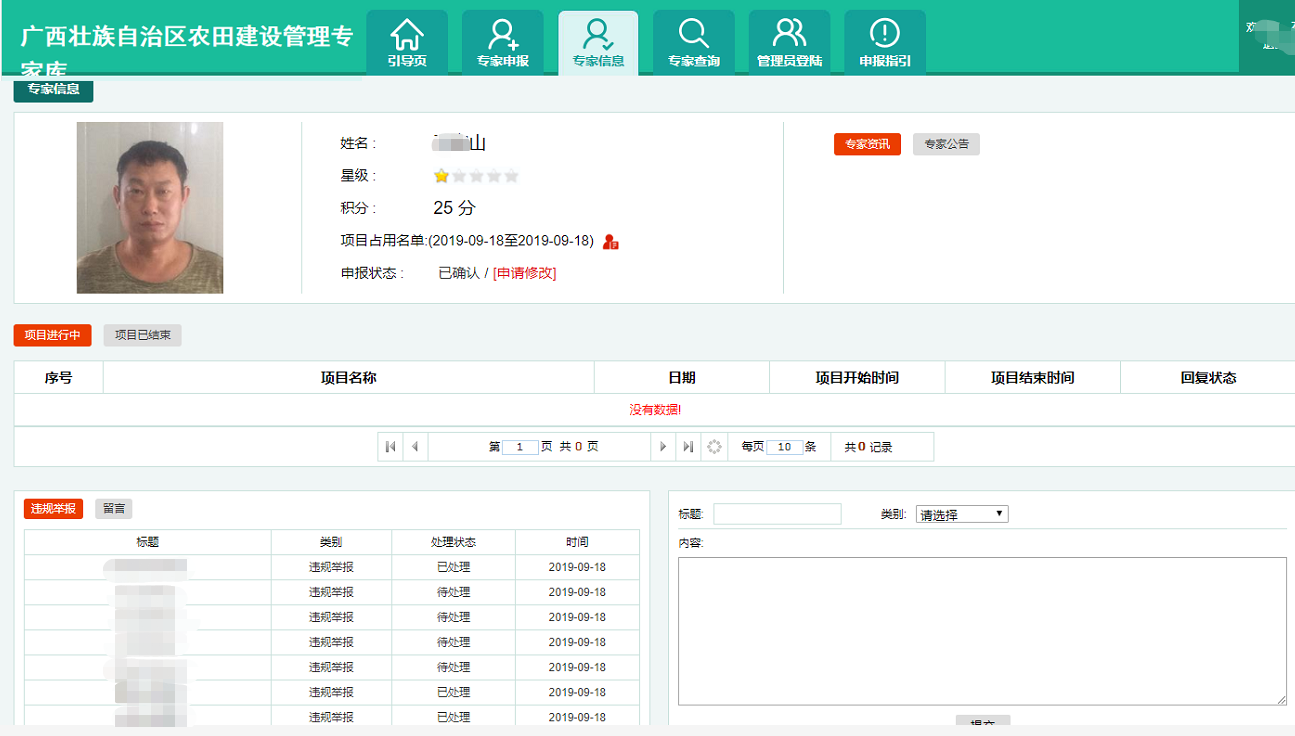 广西壮族自治区农田建设管理专
家库
引导页
专家申报
专家信息
专家查询
管理员登陆
申报指引
专家信息
姓名：
山
星级：
积分：
25 分
项目占用名单:(2019-09-18至2019-09-18)
申报状态：
已确认 / [申请修改]
专家资讯
专家公告
项目进行中
项目已结束
序号 项目名称 日期 项目开始时间 项目结束时间 回复状态
没有数据!
第 1 页 共 0 页 每页 10 条 共 0 记录
违规举报 留言
标题 类别 处理状态 时间
违规举报 已处理 2019-09-18
违规举报 待处理 2019-09-18
违规举报 待处理 2019-09-18
违规举报 待处理 2019-09-18
违规举报 待处理 2019-09-18
违规举报 已处理 2019-09-18
违规举报 已处理 2019-09-18
标题: 类别: 请选择
内容:
提交